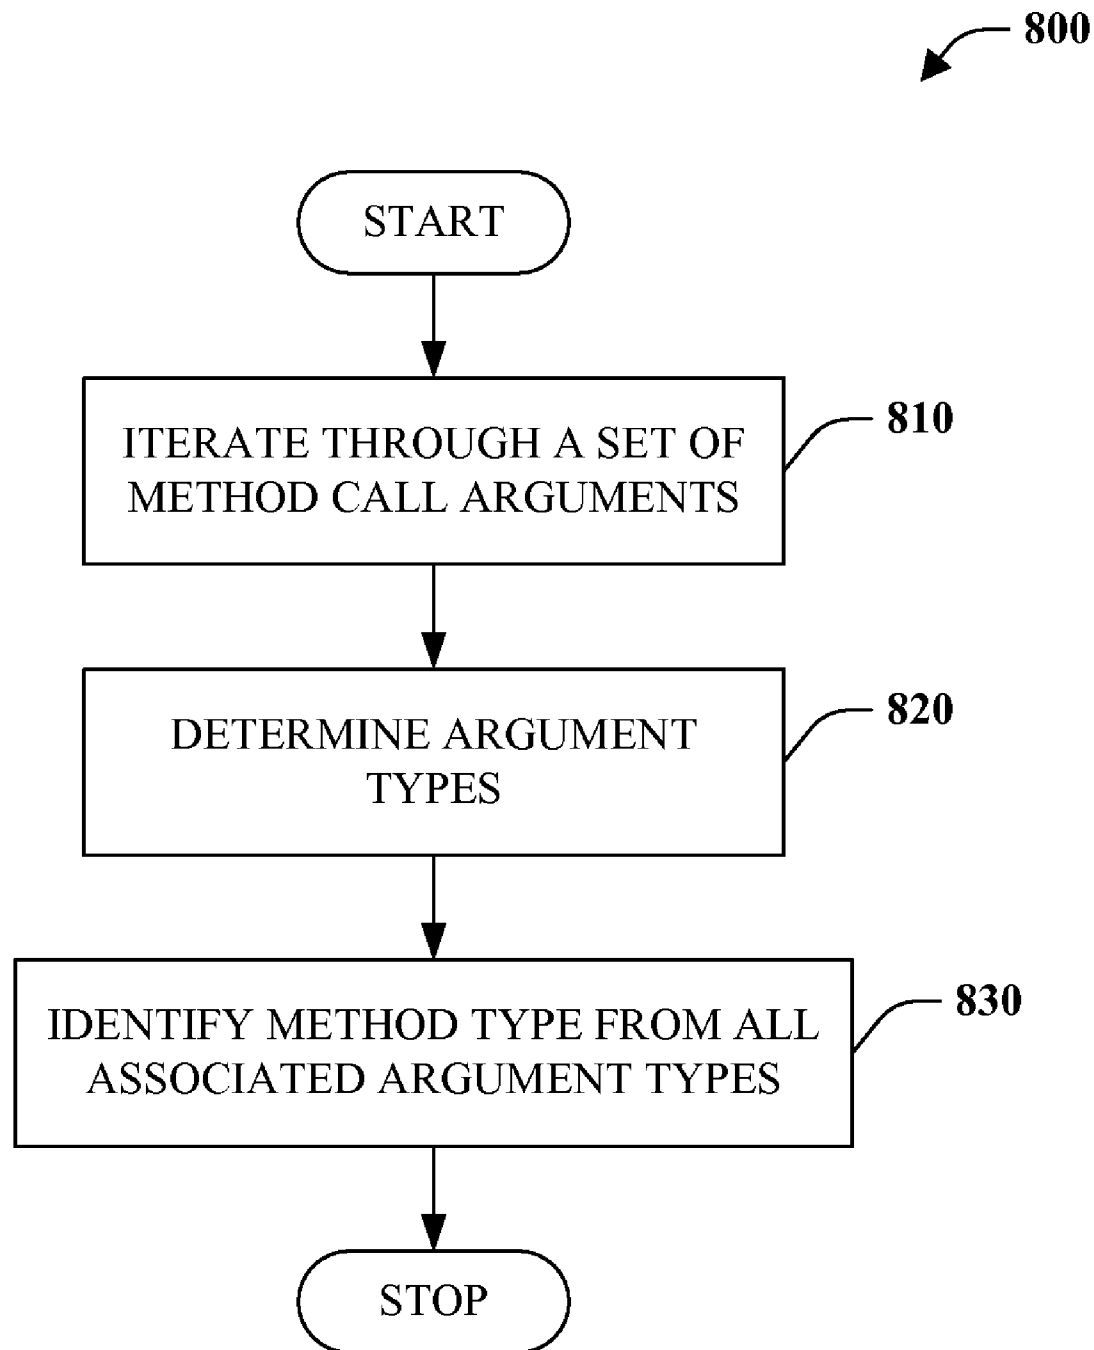 800
START
810
ITERATE THROUGH A SET OF
METHOD CALL ARGUMENTS
820
DETERMINE ARGUMENT
TYPES
830
IDENTIFY METHOD TYPE FROM ALL
ASSOCIATED ARGUMENT TYPES
STOP